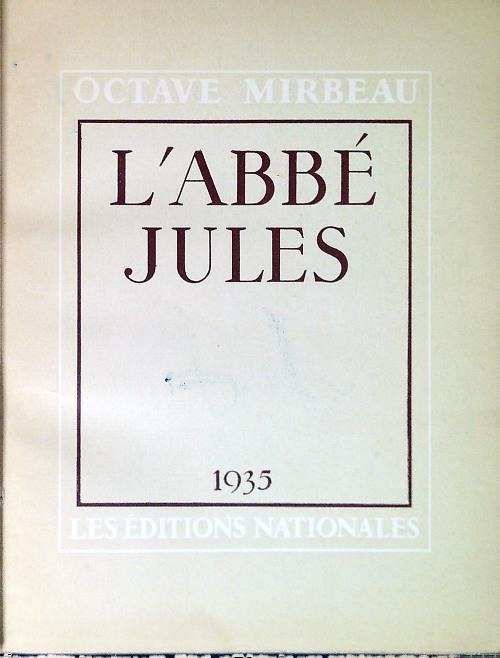 OCTAVE MIRBEAU
L'ABBÉ
JULES
1935
LES ÉDITIONS NATIONALES